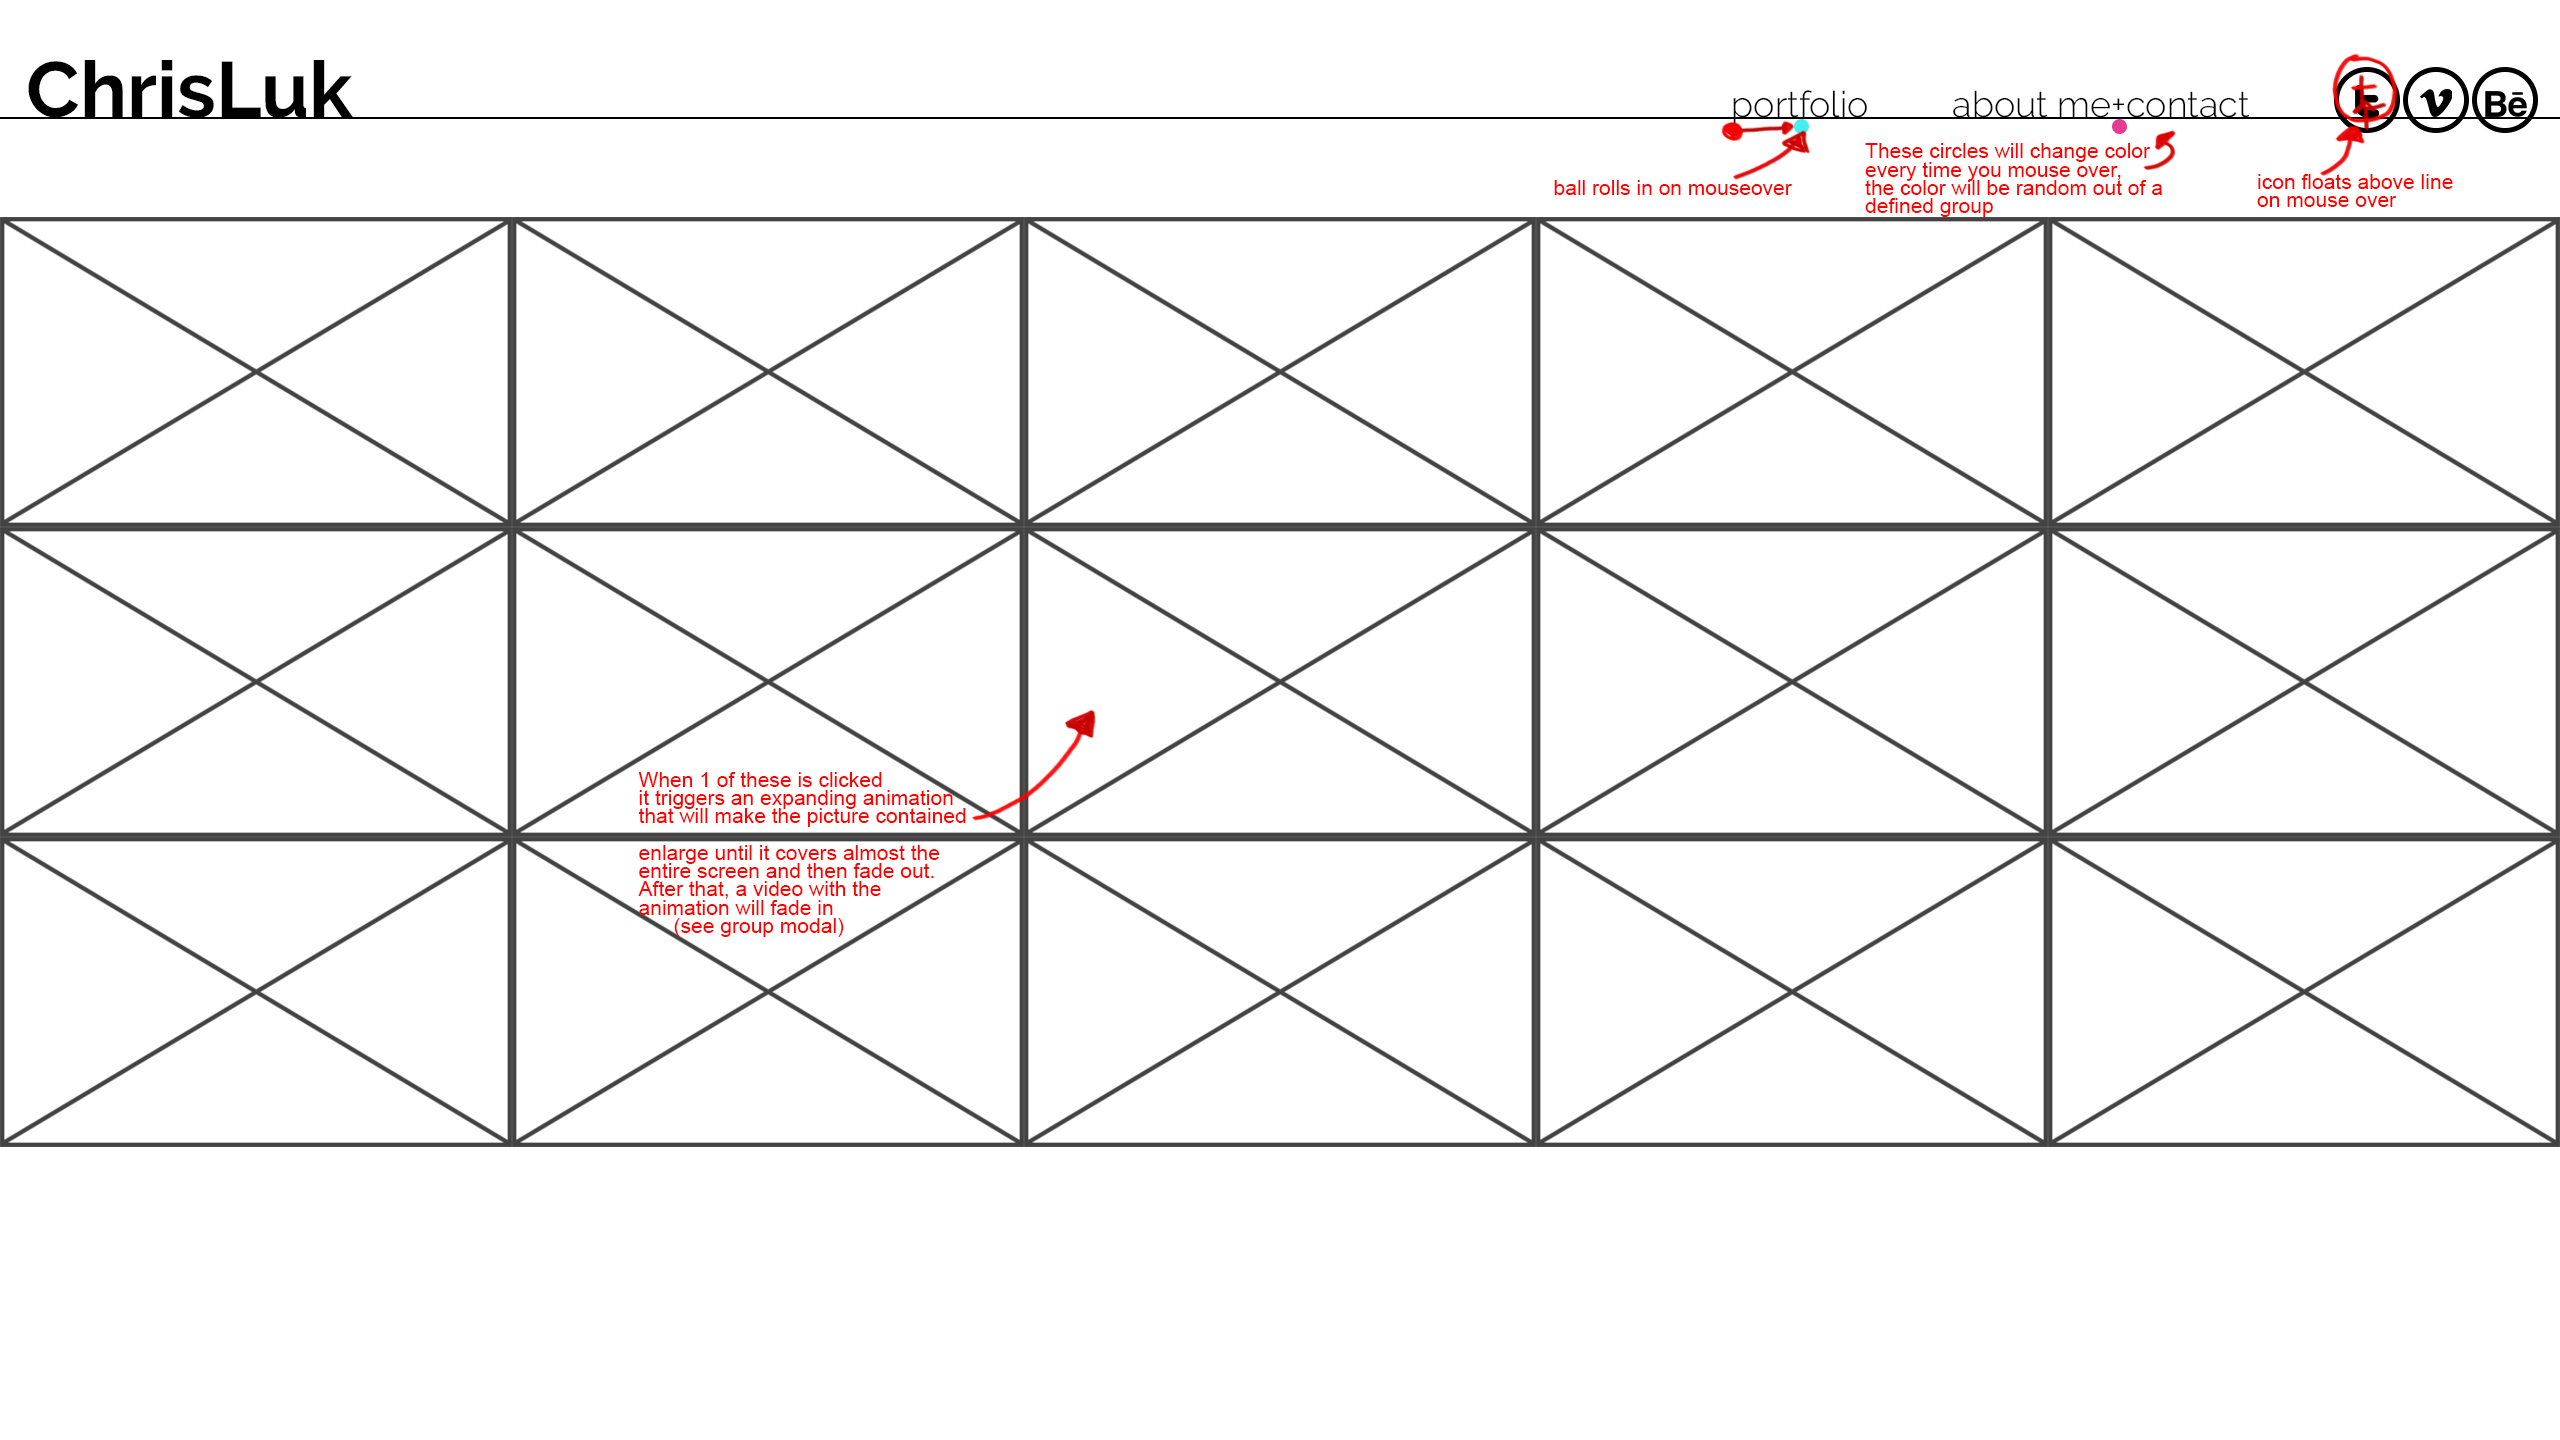 ChrisLuk
portfolio
about me+contact
t
v
Bē
ball rolls in on mouseover
These circles will change color
every time you mouse over,
the color will be random out of a
defined group
icon floats above line
on mouse over
When 1 of these is clicked
it triggers an expanding animation
that will make the picture contained
enlarge until it covers almost the
entire screen and then fade out.
After that, a video with the
animation will fade in
(see group modal)